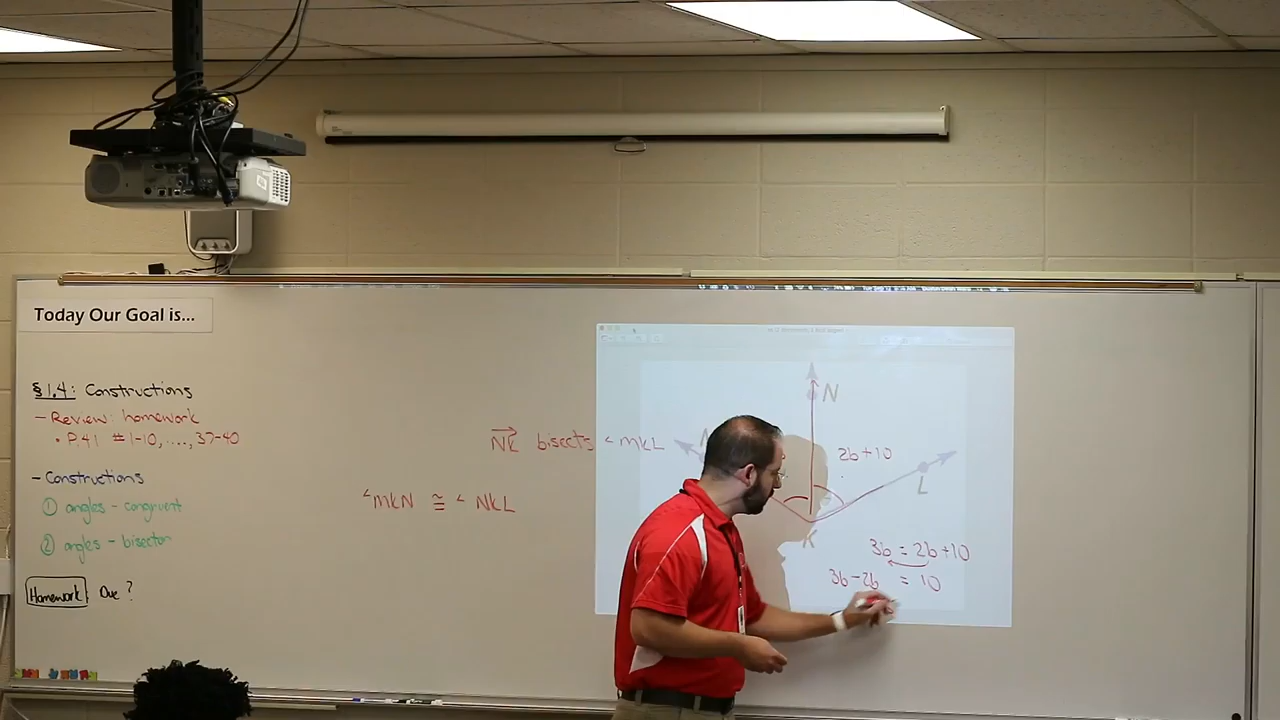 Today Our Goal is...
§ 1.4: Constructions
- Review: homework
• P.41 # 1-10, ...., 37-40
- Constructions
① angles - congruent
② angles - bisector
Homework Due ?
NK bisects ∠mKL
∠mKN ≅ ∠NKL
N
2b+10
L
K
3b = 2b+10
3b-2b = 10